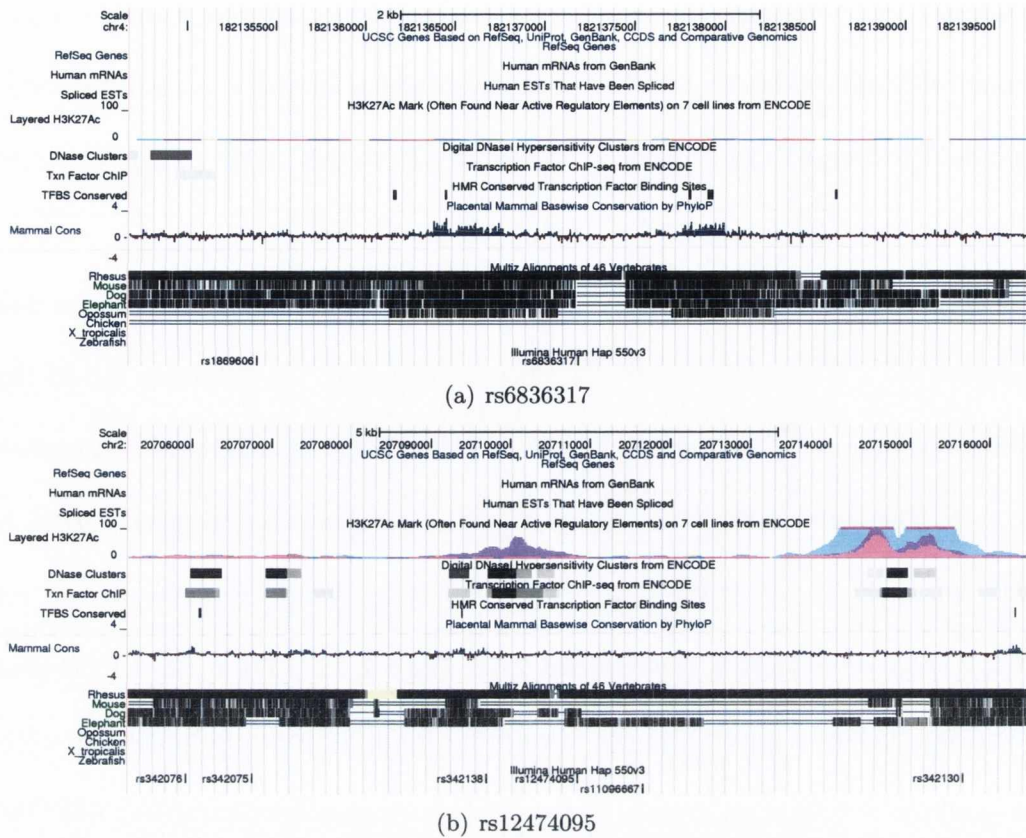 Scale 2 kb
chr4: 182135500 182136000 182136500 182137000 182137500 182138000 182138500 182139000 182139500
UCSC Genes Based on RefSeq, UniProt, GenBank, CCDS and Comparative Genomics
RefSeq Genes
RefSeq Genes
Human mRNAs from GenBank
Human mRNAs
Human ESTs That Have Been Spliced
Spliced ESTs
100
H3K27Ac Mark (Often Found Near Active Regulatory Elements) on 7 cell lines from ENCODE
Layered H3K27Ac
0
Digital DNaseI Hypersensitivity Clusters from ENCODE
DNase Clusters
Transcription Factor ChIP-seq from ENCODE
Txn Factor ChIP
HMR Conserved Transcription Factor Binding Sites
TFBS Conserved
4
Placental Mammal Basewise Conservation by PhyloP
Mammal Cons
0
-4
Multiz Alignments of 46 Vertebrates
Rhesus
Mouse
Dog
Elephant
Opossum
Chicken
X_tropicalis
Zebrafish
Illumina Human Hap 550v3
rs1869606 rs6836317
(a) rs6836317
Scale 5 kb
chr2: 20706000 20707000 20708000 20709000 20710000 20711000 20712000 20713000 20714000 20715000 20716000
UCSC Genes Based on RefSeq, UniProt, GenBank, CCDS and Comparative Genomics
RefSeq Genes
RefSeq Genes
Human mRNAs from GenBank
Human mRNAs
Human ESTs That Have Been Spliced
Spliced ESTs
100
H3K27Ac Mark (Often Found Near Active Regulatory Elements) on 7 cell lines from ENCODE
Layered H3K27Ac
0
Digital DNaseI Hypersensitivity Clusters from ENCODE
DNase Clusters
Transcription Factor ChIP-seq from ENCODE
Txn Factor ChIP
HMR Conserved Transcription Factor Binding Sites
TFBS Conserved
4
Placental Mammal Basewise Conservation by PhyloP
Mammal Cons
0
-4
Multiz Alignments of 46 Vertebrates
Rhesus
Mouse
Dog
Elephant
Opossum
Chicken
X_tropicalis
Zebrafish
Illumina Human Hap 550v3
rs342076 rs342075 rs342138 rs12474095 rs342130
rs11096667
(b) rs12474095